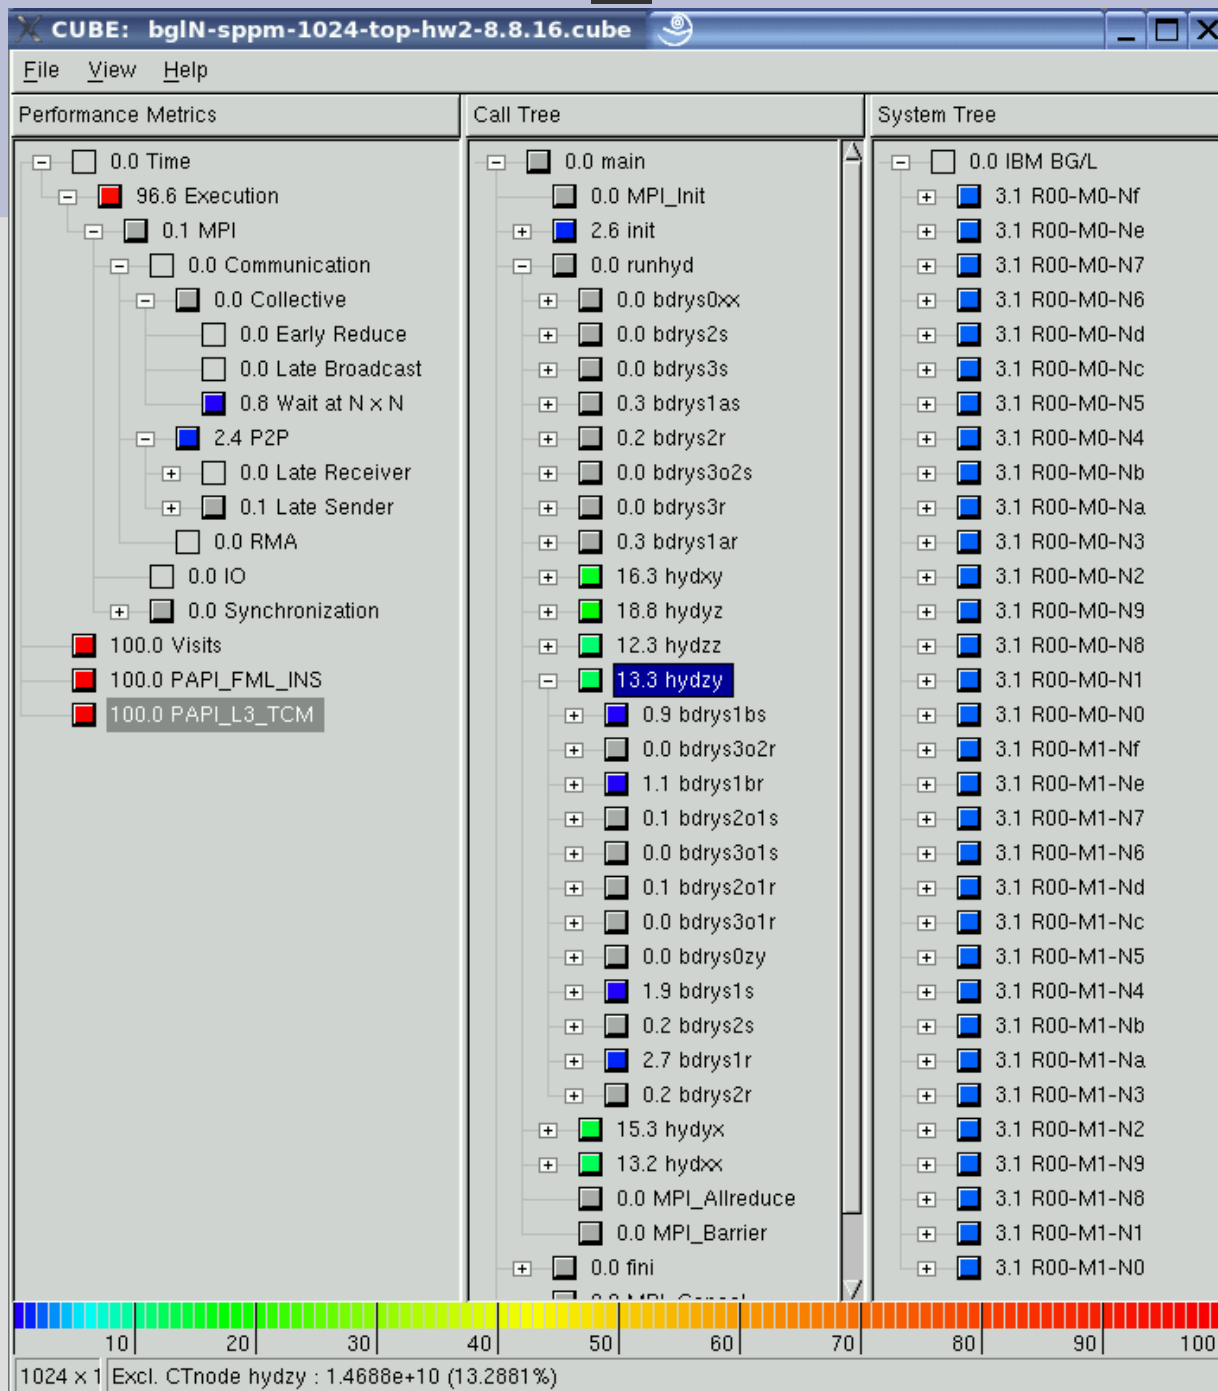 CUBE: bglN-sppm-1024-top-hw2-8.8.16.cube
File View Help
Performance Metrics
0.0 Time
96.6 Execution
0.1 MPI
0.0 Communication
0.0 Collective
0.0 Early Reduce
0.0 Late Broadcast
0.8 Wait at N x N
2.4 P2P
0.0 Late Receiver
0.1 Late Sender
0.0 RMA
0.0 IO
0.0 Synchronization
100.0 Visits
100.0 PAPI_FML_INS
100.0 PAPI_L3_TCM
Call Tree
0.0 main
0.0 MPI_Init
2.6 init
0.0 runhyd
0.0 bdrys0xx
0.0 bdrys2s
0.0 bdrys3s
0.3 bdrys1as
0.2 bdrys2r
0.0 bdrys3o2s
0.0 bdrys3r
0.3 bdrys1ar
16.3 hydxy
18.8 hydyz
12.3 hydzz
13.3 hydzy
0.9 bdrys1bs
0.0 bdrys3o2r
1.1 bdrys1br
0.1 bdrys2o1s
0.0 bdrys3o1s
0.1 bdrys2o1r
0.0 bdrys3o1r
0.0 bdrys0zy
1.9 bdrys1s
0.2 bdrys2s
2.7 bdrys1r
0.2 bdrys2r
15.3 hydyx
13.2 hydxx
0.0 MPI_Allreduce
0.0 MPI_Barrier
0.0 fini
System Tree
0.0 IBM BG/L
3.1 R00-M0-Nf
3.1 R00-M0-Ne
3.1 R00-M0-N7
3.1 R00-M0-N6
3.1 R00-M0-Nd
3.1 R00-M0-Nc
3.1 R00-M0-N5
3.1 R00-M0-N4
3.1 R00-M0-Nb
3.1 R00-M0-Na
3.1 R00-M0-N3
3.1 R00-M0-N2
3.1 R00-M0-N9
3.1 R00-M0-N8
3.1 R00-M0-N1
3.1 R00-M0-N0
3.1 R00-M1-Nf
3.1 R00-M1-Ne
3.1 R00-M1-N7
3.1 R00-M1-N6
3.1 R00-M1-Nd
3.1 R00-M1-Nc
3.1 R00-M1-N5
3.1 R00-M1-N4
3.1 R00-M1-Nb
3.1 R00-M1-Na
3.1 R00-M1-N3
3.1 R00-M1-N2
3.1 R00-M1-N9
3.1 R00-M1-N8
3.1 R00-M1-N1
3.1 R00-M1-N0
10 20 30 40 50 60 70 80 90 100
1024 x 1 Excl. CTnode hydzy : 1.4688e+10 (13.2881%)